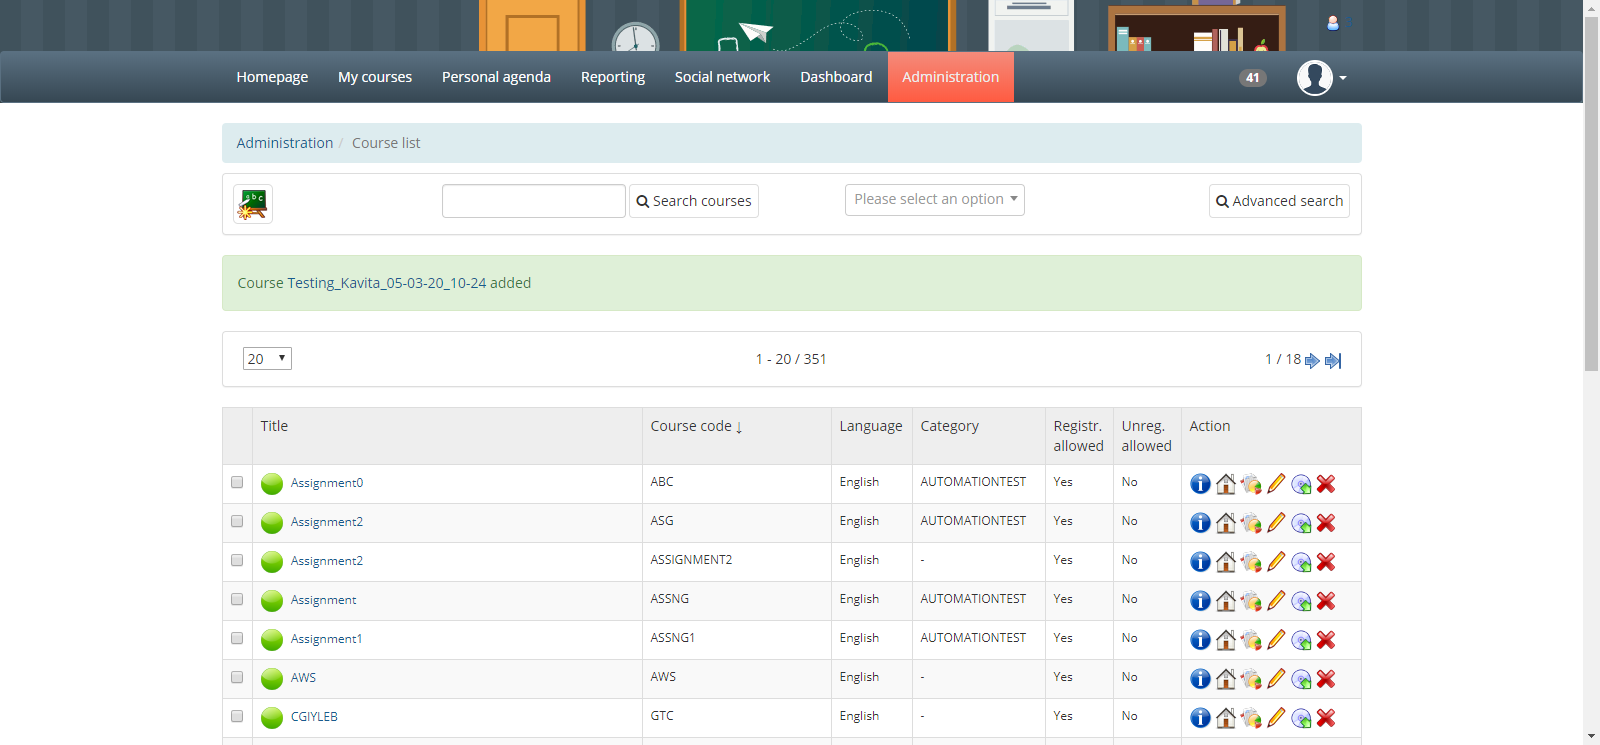 Homepage My courses Personal agenda Reporting Social network Dashboard Administration 41
Administration / Course list
abc Search courses Please select an option Advanced search
Course Testing_Kavita_05-03-20_10-24 added
20 1 - 20 / 351 1 / 18
Title Course code ↓ Language Category Registr. allowed Unreg. allowed Action
Assignment0 ABC English AUTOMATIONTEST Yes No
Assignment2 ASG English AUTOMATIONTEST Yes No
Assignment2 ASSIGNMENT2 English - Yes No
Assignment ASSNG English AUTOMATIONTEST Yes No
Assignment1 ASSNG1 English AUTOMATIONTEST Yes No
AWS AWS English - Yes No
CGIYLEB GTC English - Yes No